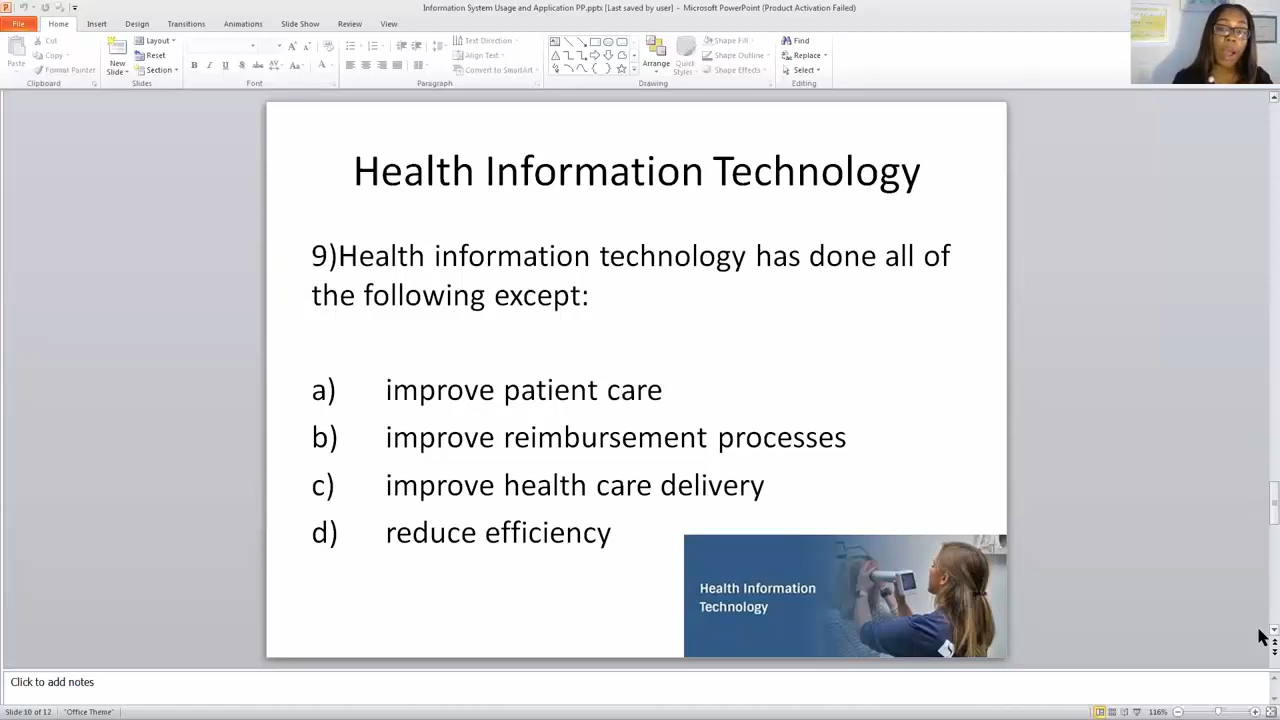 Information System Usage and Application PP.pptx [Last saved by user] - Microsoft PowerPoint (Product Activation Failed)
File Home Insert Design Transitions Animations Slide Show Review View
Paste
Cut
Copy
Format Painter
Clipboard
New Slide
Layout
Reset
Section
Slides
Font
Text Direction
Align Text
Convert to SmartArt
Paragraph
Arrange
Quick Styles
Shape Fill
Shape Outline
Shape Effects
Drawing
Find
Replace
Select
Editing
Health Information Technology
9)Health information technology has done all of
the following except:
a) improve patient care
b) improve reimbursement processes
c) improve health care delivery
d) reduce efficiency
Health Information
Technology
Click to add notes
Slide 10 of 12 "Office Theme" 116%